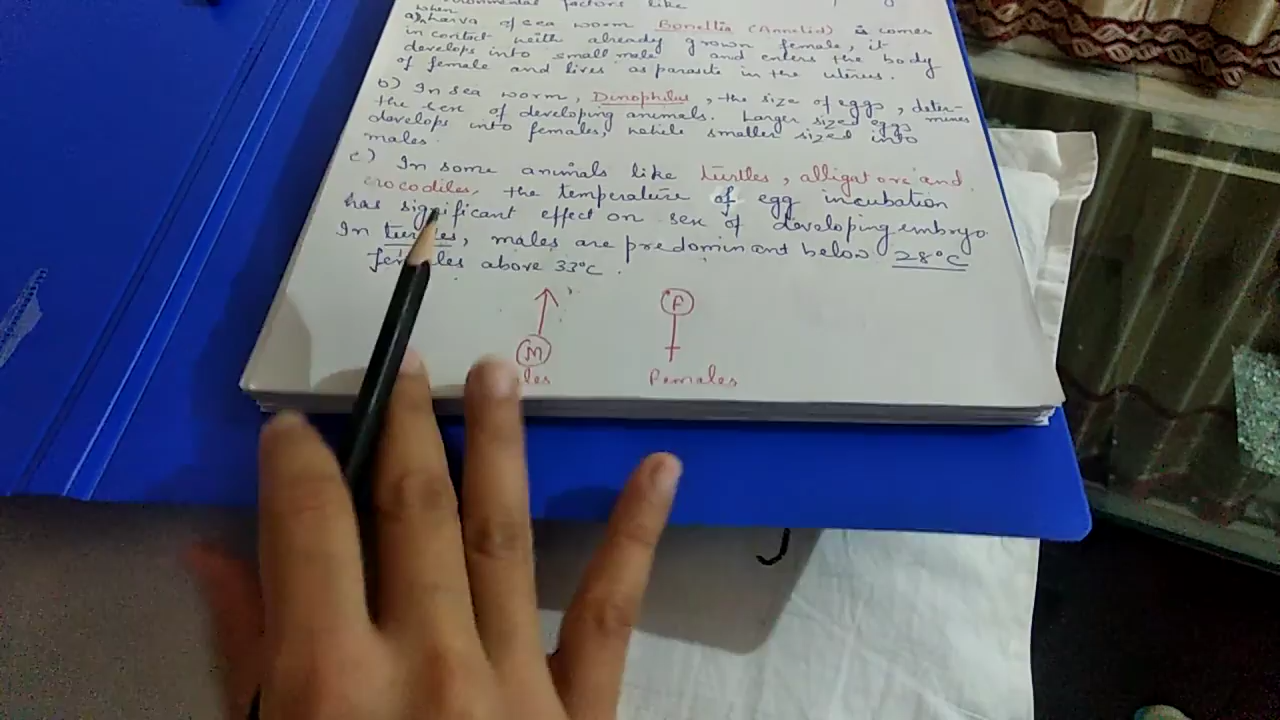 ronmental factors like
when
a) Larva of sea worm Bonellia (Annelid) is comes
in contact with already grown female, it
develops into small male and enters the body
of female and lives as parasite in the uterus.
b) In sea worm, Dinophilus, the size of eggs, deter-
mines
the sex of developing animals. Larger sized eggs
develops into females, while smaller sized into
males.
c) In some animals like turtles, alligators and
crocodiles, the temperature of egg incubation
has significant effect on sex of developing embryo.
In turtles, males are predominant below 28°C
females above 33°C.
M
F
les
Females